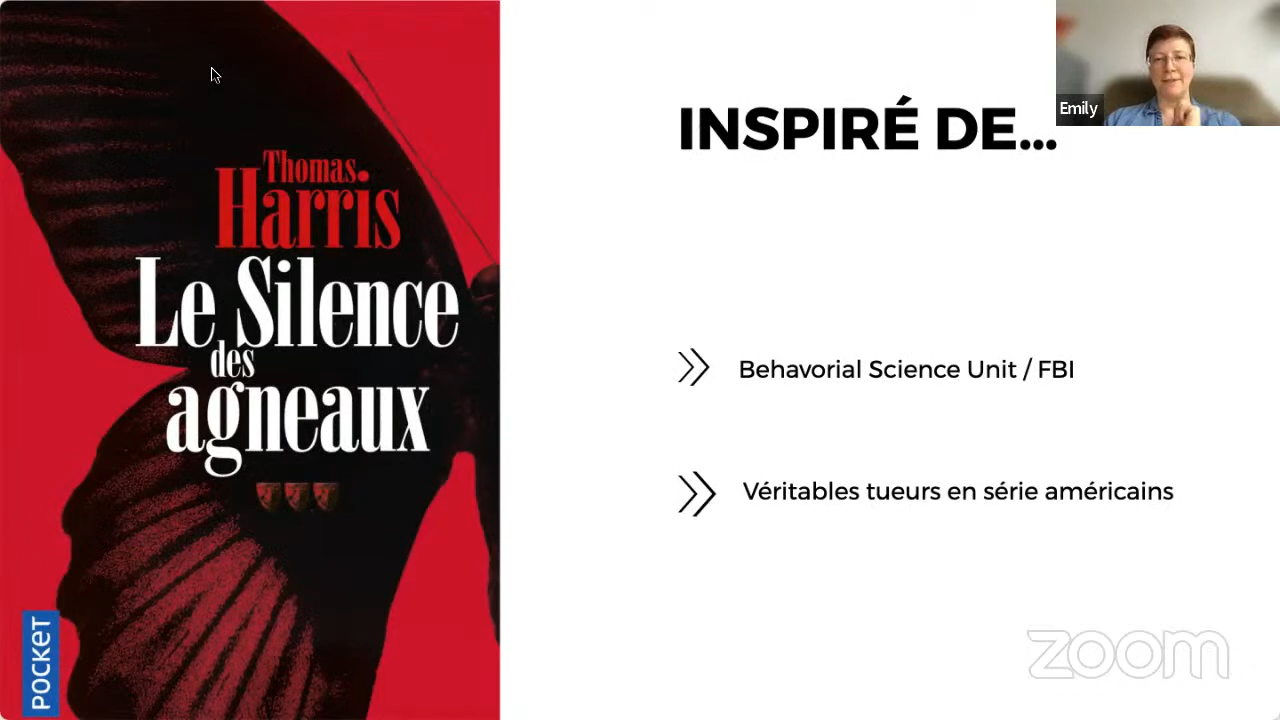 Thomas
Harris
Le Silence
des
agneaux
POCKET
INSPIRÉ DE...
Behavorial Science Unit / FBI
Véritables tueurs en série américains
Emily
zoom